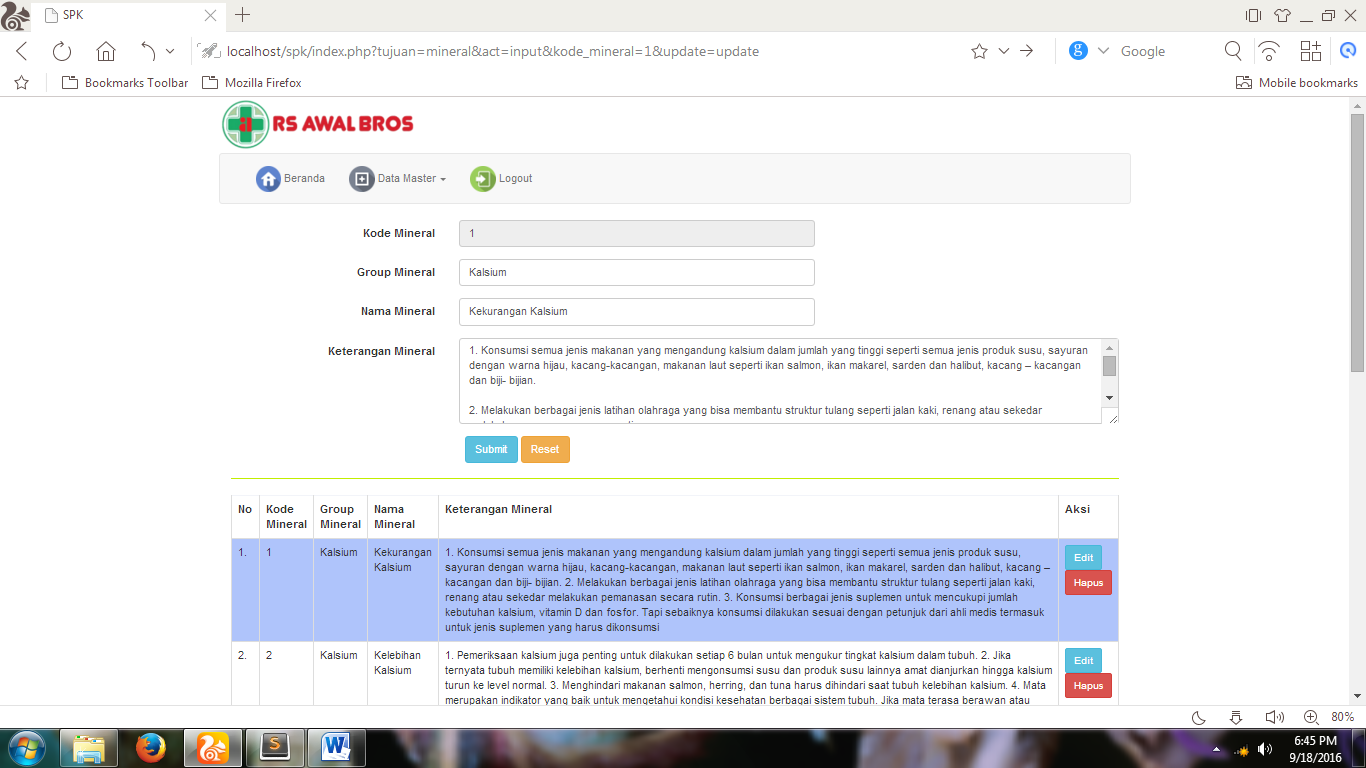 SPK
localhost/spk/index.php?tujuan=mineral&act=input&kode_mineral=1&update=update
g
Google
Bookmarks Toolbar
Mozilla Firefox
Mobile bookmarks
RS AWAL BROS
Beranda
Data Master
Logout
Kode Mineral
1
Group Mineral
Kalsium
Nama Mineral
Kekurangan Kalsium
Keterangan Mineral
1. Konsumsi semua jenis makanan yang mengandung kalsium dalam jumlah yang tinggi seperti semua jenis produk susu, sayuran
dengan warna hijau, kacang-kacangan, makanan laut seperti ikan salmon, ikan makarel, sarden dan halibut, kacang – kacangan
dan biji- bijian.
2. Melakukan berbagai jenis latihan olahraga yang bisa membantu struktur tulang seperti jalan kaki, renang atau sekedar
Submit
Reset
No
Kode
Mineral
Group
Mineral
Nama
Mineral
Keterangan Mineral
Aksi
1.
1
Kalsium
Kekurangan
Kalsium
1. Konsumsi semua jenis makanan yang mengandung kalsium dalam jumlah yang tinggi seperti semua jenis produk susu,
sayuran dengan warna hijau, kacang-kacangan, makanan laut seperti ikan salmon, ikan makarel, sarden dan halibut, kacang –
kacangan dan biji- bijian. 2. Melakukan berbagai jenis latihan olahraga yang bisa membantu struktur tulang seperti jalan kaki,
renang atau sekedar melakukan pemanasan secara rutin. 3. Konsumsi berbagai jenis suplemen untuk mencukupi jumlah
kebutuhan kalsium, vitamin D dan fosfor. Tapi sebaiknya konsumsi dilakukan sesuai dengan petunjuk dari ahli medis termasuk
untuk jenis suplemen yang harus dikonsumsi
Edit
Hapus
2.
2
Kalsium
Kelebihan
Kalsium
1. Pemeriksaan kalsium juga penting untuk dilakukan setiap 6 bulan untuk mengukur tingkat kalsium dalam tubuh. 2. Jika
ternyata tubuh memiliki kelebihan kalsium, berhenti mengonsumsi susu dan produk susu lainnya amat dianjurkan hingga kalsium
turun ke level normal. 3. Menghindari makanan salmon, herring, dan tuna harus dihindari saat tubuh kelebihan kalsium. 4. Mata
merupakan indikator yang baik untuk mengetahui kondisi kesehatan berbagai sistem tubuh. Jika mata terasa berawan atau
Edit
Hapus
80%
6:45 PM
9/18/2016